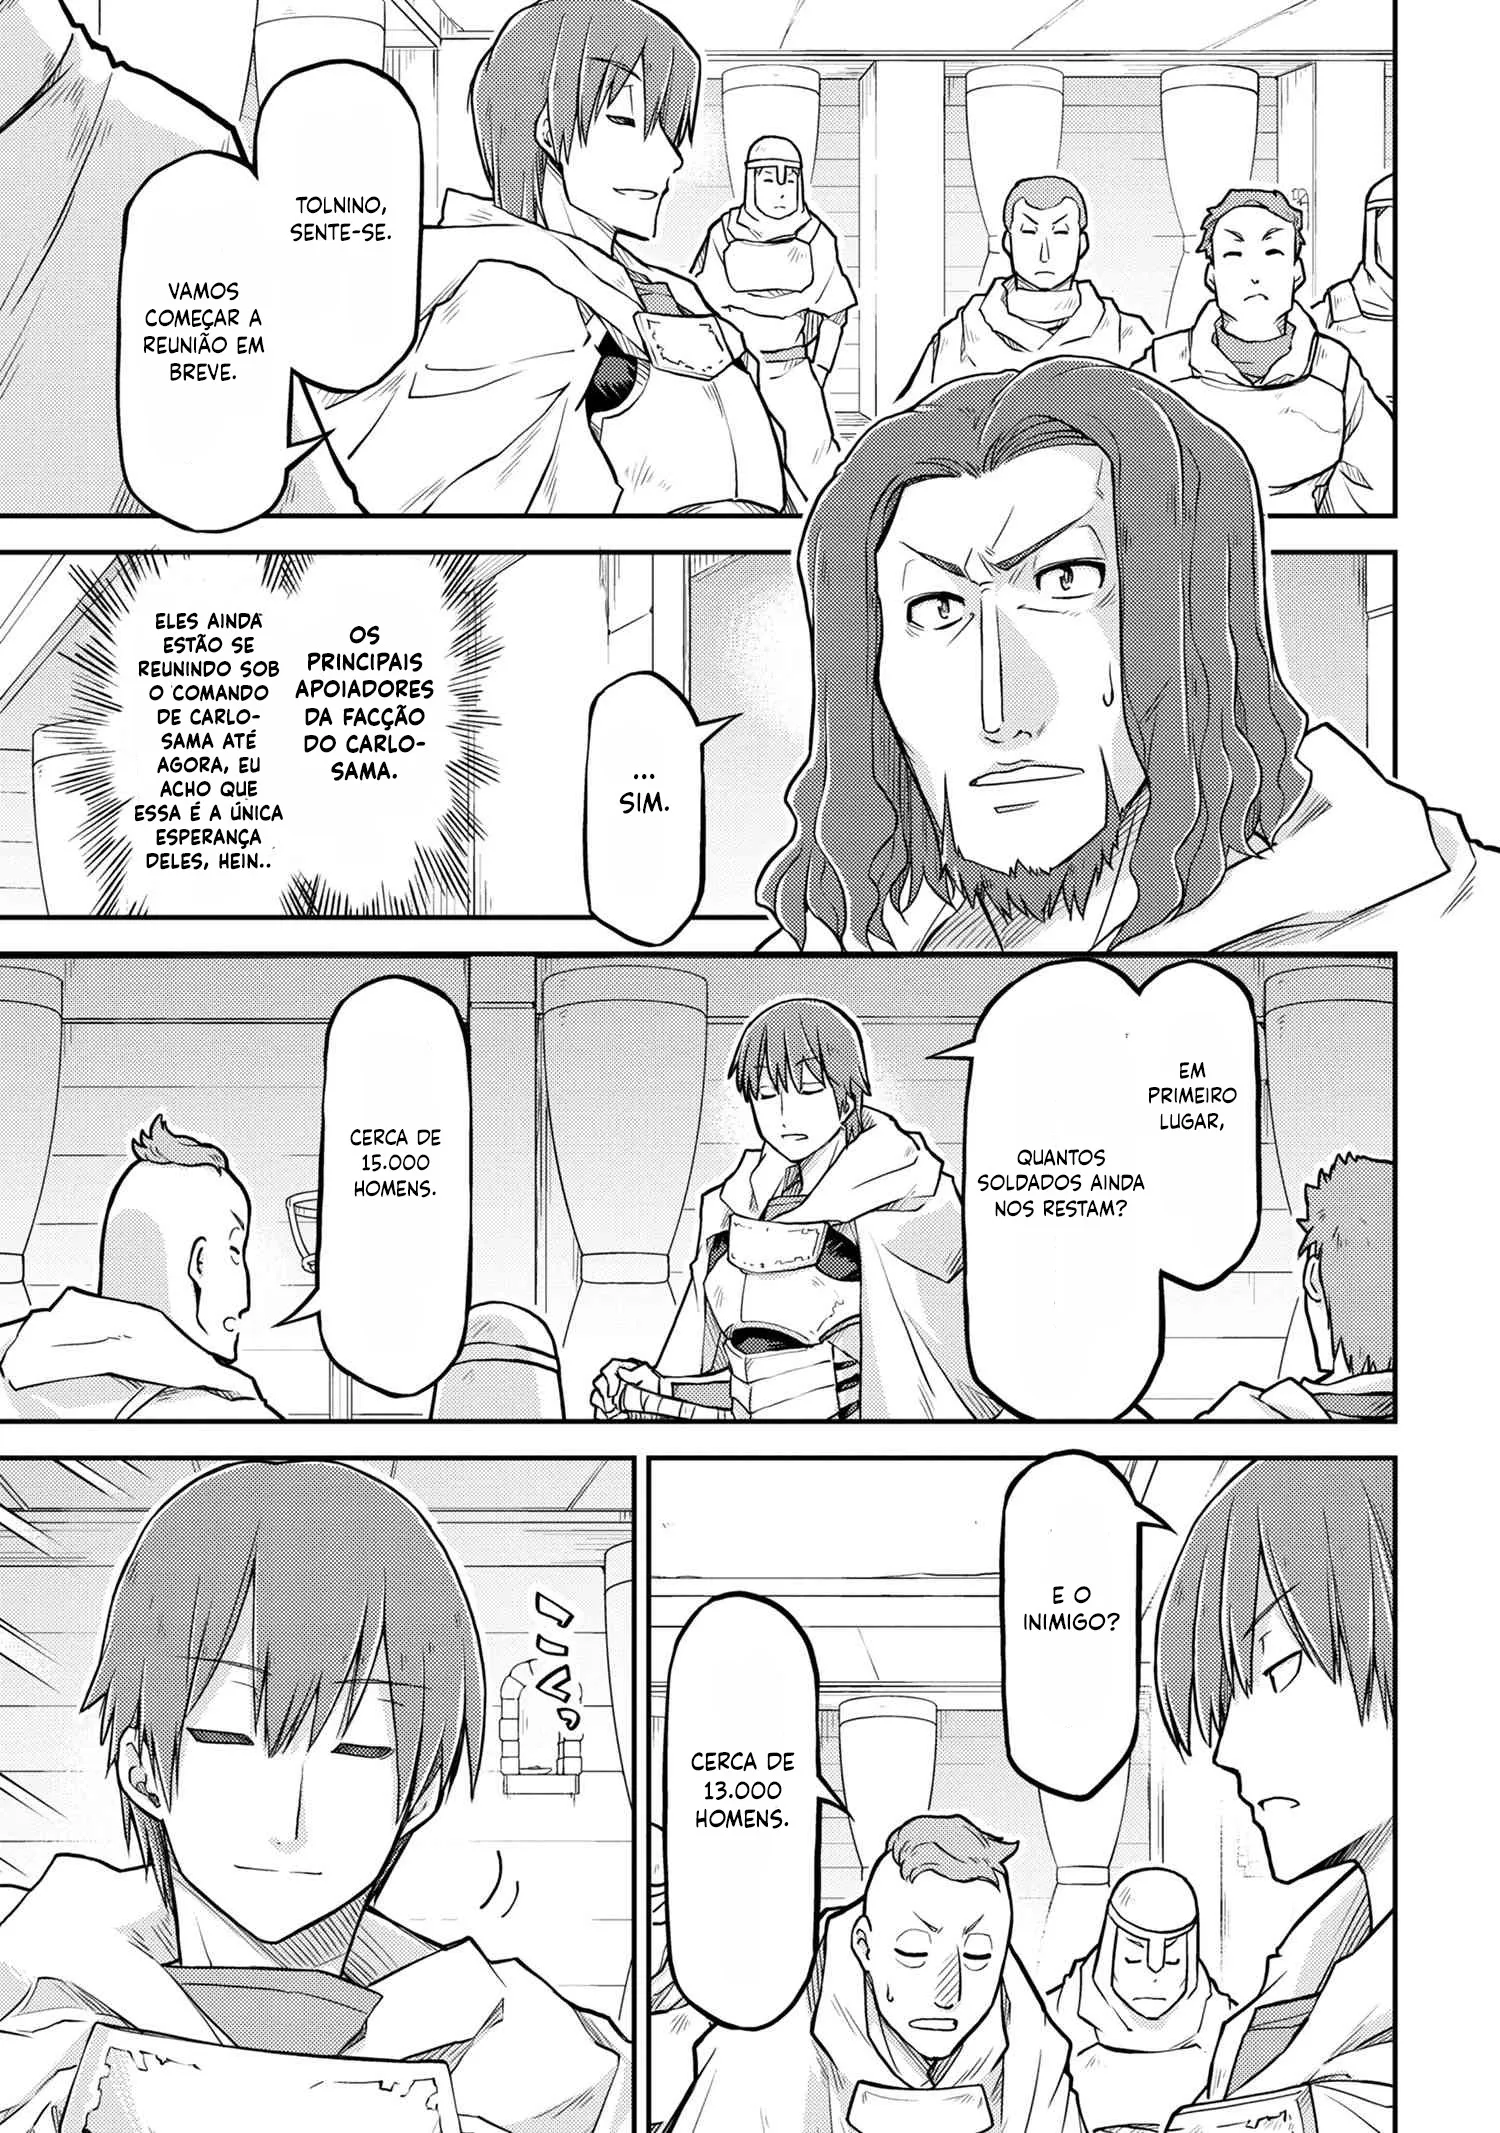 TOLNINO,
SENTE-SE.
VAMOS
COMEÇAR A
REUNIÃO EM
BREVE.
...
SIM.
OS
PRINCIPAIS
APOIADORES
DA FACÇÃO
DO CARLO-
SAMA.
ELES AINDA
ESTÃO SE
REUNINDO SOB
O COMANDO
DE CARLO-
SAMA ATÉ
AGORA, EU
ACHO QUE
ESSA É A ÚNICA
ESPERANÇA
DELES, HEIN..
EM
PRIMEIRO
LUGAR,
QUANTOS
SOLDADOS AINDA
NOS RESTAM?
CERCA DE
15.000
HOMENS.
E O
INIMIGO?
CERCA DE
13.000
HOMENS.